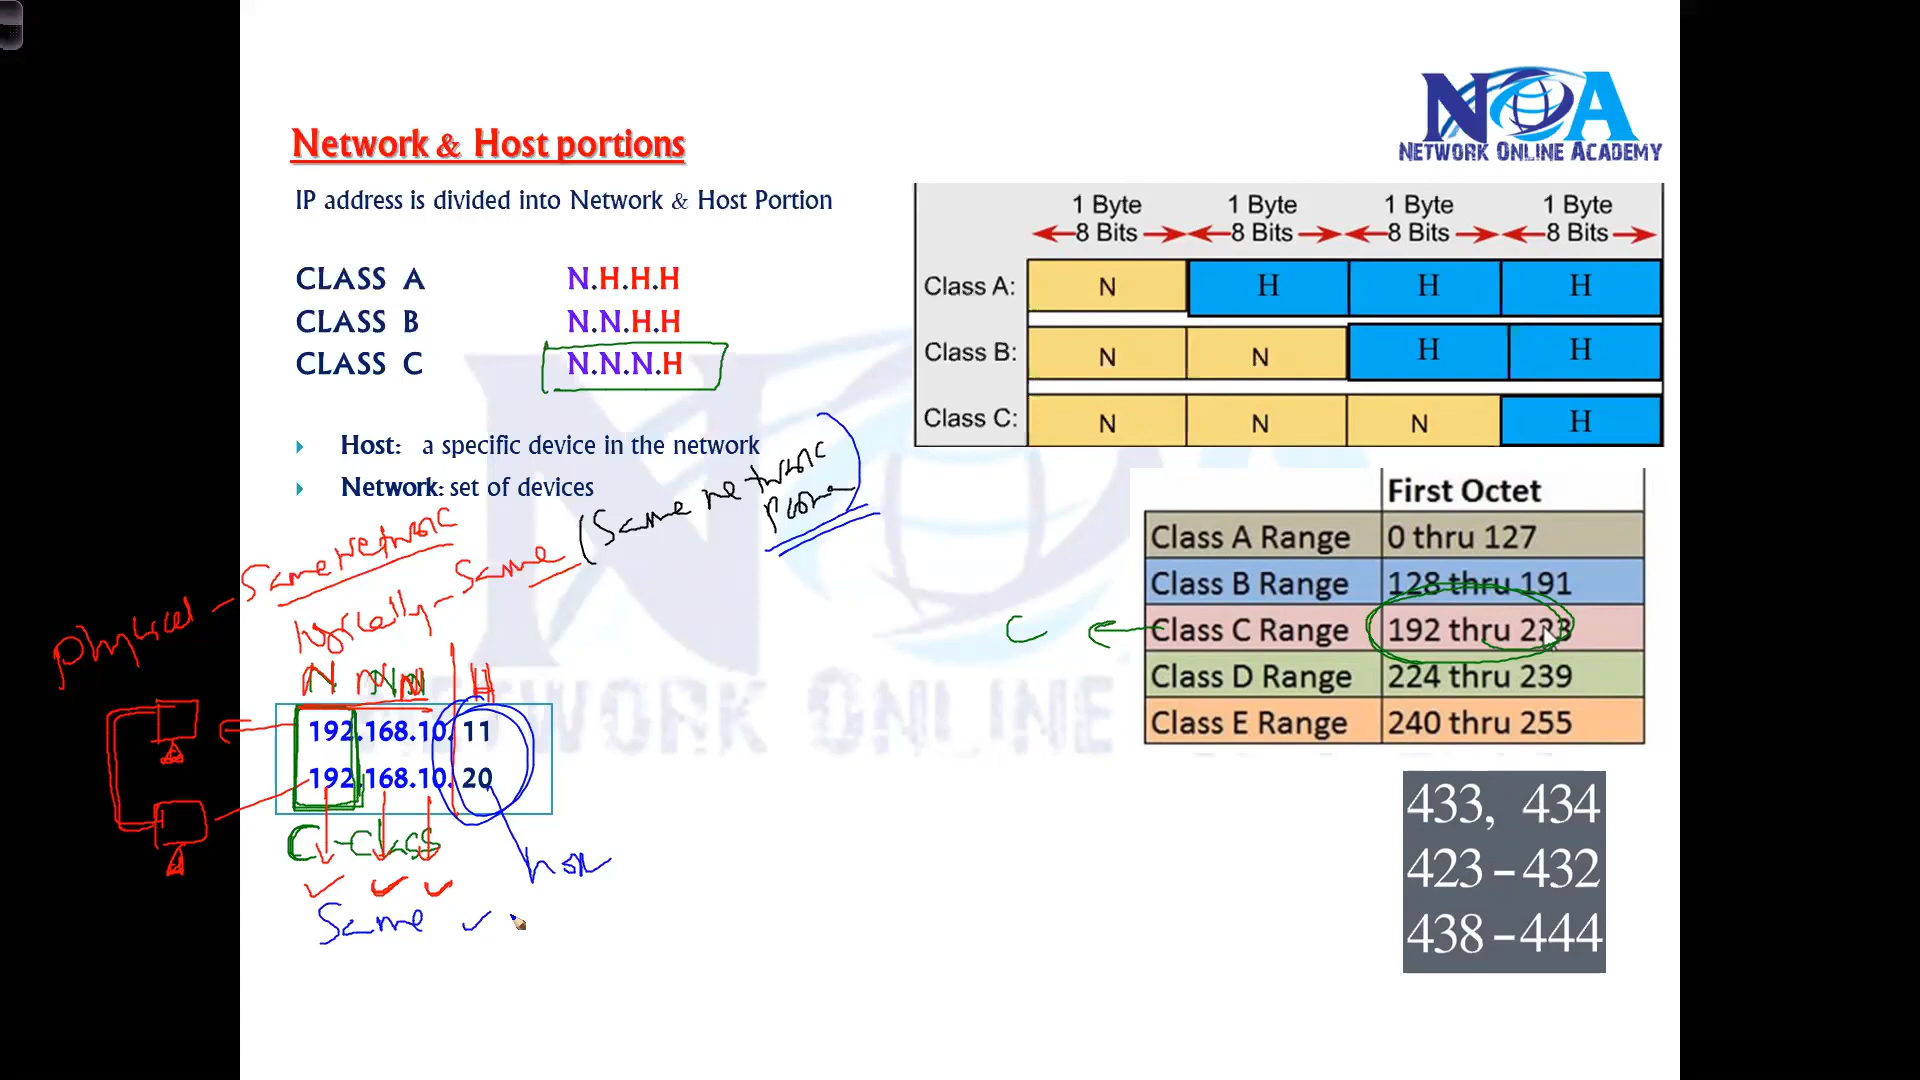 NOA
NETWORK ONLINE ACADEMY
Network & Host portions
IP address is divided into Network & Host Portion
CLASS A N.H.H.H
CLASS B N.N.H.H
CLASS C N.N.N.H
Host: a specific device in the network
Network: set of devices
1 Byte 1 Byte 1 Byte 1 Byte
8 Bits 8 Bits 8 Bits 8 Bits
Class A: N H H H
Class B: N N H H
Class C: N N N H
First Octet
Class A Range 0 thru 127
Class B Range 128 thru 191
C Class C Range 192 thru 223
Class D Range 224 thru 239
Class E Range 240 thru 255
(Same network
Same Network
Logically - Same
Physical -
N N N H
192.168.10. 11
192.168.10. 20
C - class
Same
NETWORK ONLINE
433, 434
423-432
438-444